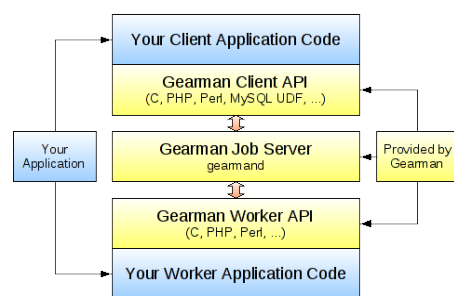 Your Client Application Code
Gearman Client API
(C, PHP, Perl, MySQL UDF, ...)
Your
Application
Gearman Job Server
gearmand
Provided by
Gearman
Gearman Worker API
(C, PHP, Perl, ...)
Your Worker Application Code